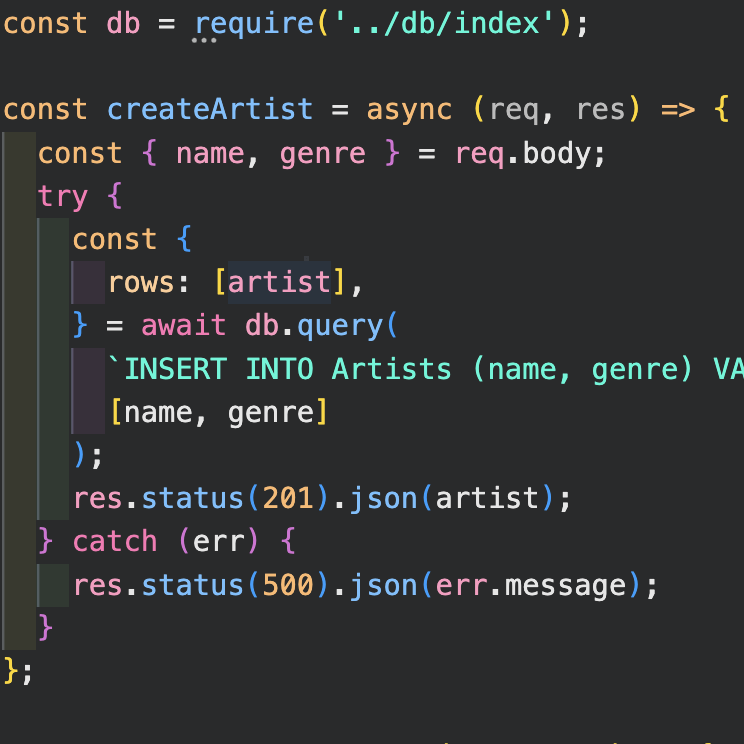 const db = require('../db/index');
const createArtist = async (req, res) => {
const { name, genre } = req.body;
try {
const {
rows: [artist],
} = await db.query(
`INSERT INTO Artists (name, genre) VA
[name, genre]
);
res.status(201).json(artist);
} catch (err) {
res.status(500).json(err.message);
}
};